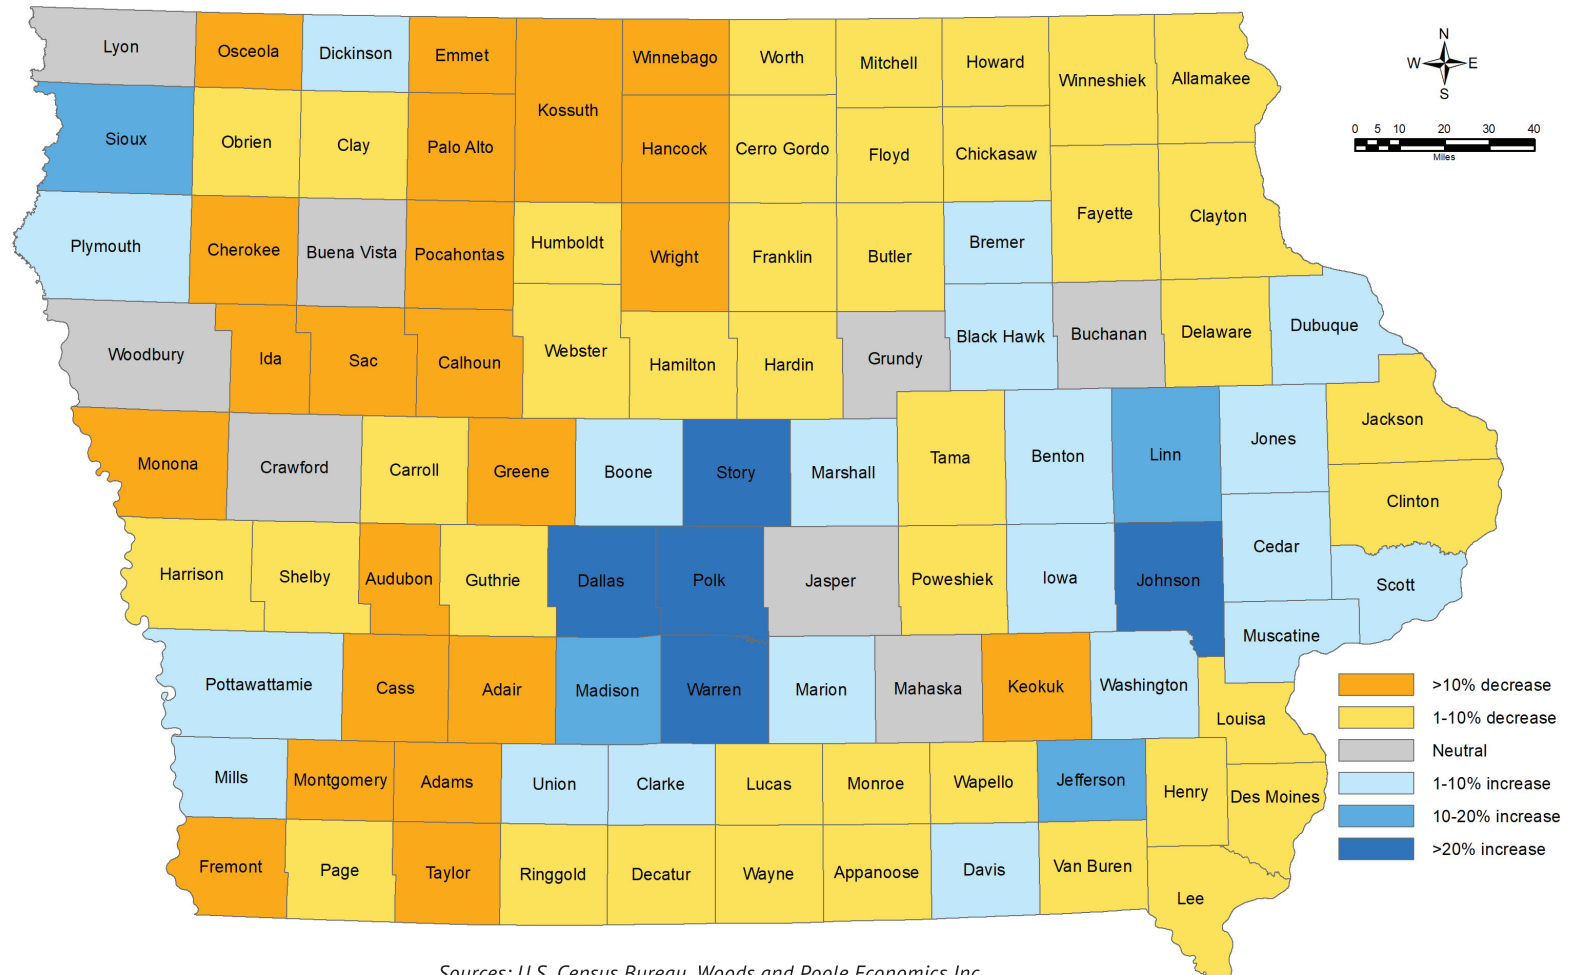 Lyon
Osceola
Dickinson
Emmet
Kossuth
Winnebago
Worth
Mitchell
Howard
Winneshiek
Allamakee
N
W
E
S
0 5 10 20 30 40
Miles
Sioux
Obrien
Clay
Palo Alto
Hancock
Cerro Gordo
Floyd
Chickasaw
Fayette
Clayton
Plymouth
Cherokee
Buena Vista
Pocahontas
Humboldt
Wright
Franklin
Butler
Bremer
Woodbury
Ida
Sac
Calhoun
Webster
Hamilton
Hardin
Grundy
Black Hawk
Buchanan
Delaware
Dubuque
Monona
Crawford
Carroll
Greene
Boone
Story
Marshall
Tama
Benton
Linn
Jones
Jackson
Clinton
Harrison
Shelby
Audubon
Guthrie
Dallas
Polk
Jasper
Poweshiek
Iowa
Johnson
Cedar
Scott
Muscatine
Pottawattamie
Cass
Adair
Madison
Warren
Marion
Mahaska
Keokuk
Washington
Louisa
Mills
Montgomery
Adams
Union
Clarke
Lucas
Monroe
Wapello
Jefferson
Henry
Des Moines
Fremont
Page
Taylor
Ringgold
Decatur
Wayne
Appanoose
Davis
Van Buren
Lee
>10% decrease
1-10% decrease
Neutral
1-10% increase
10-20% increase
>20% increase
Sources: U.S. Census Bureau, Woods and Poole Economics Inc.